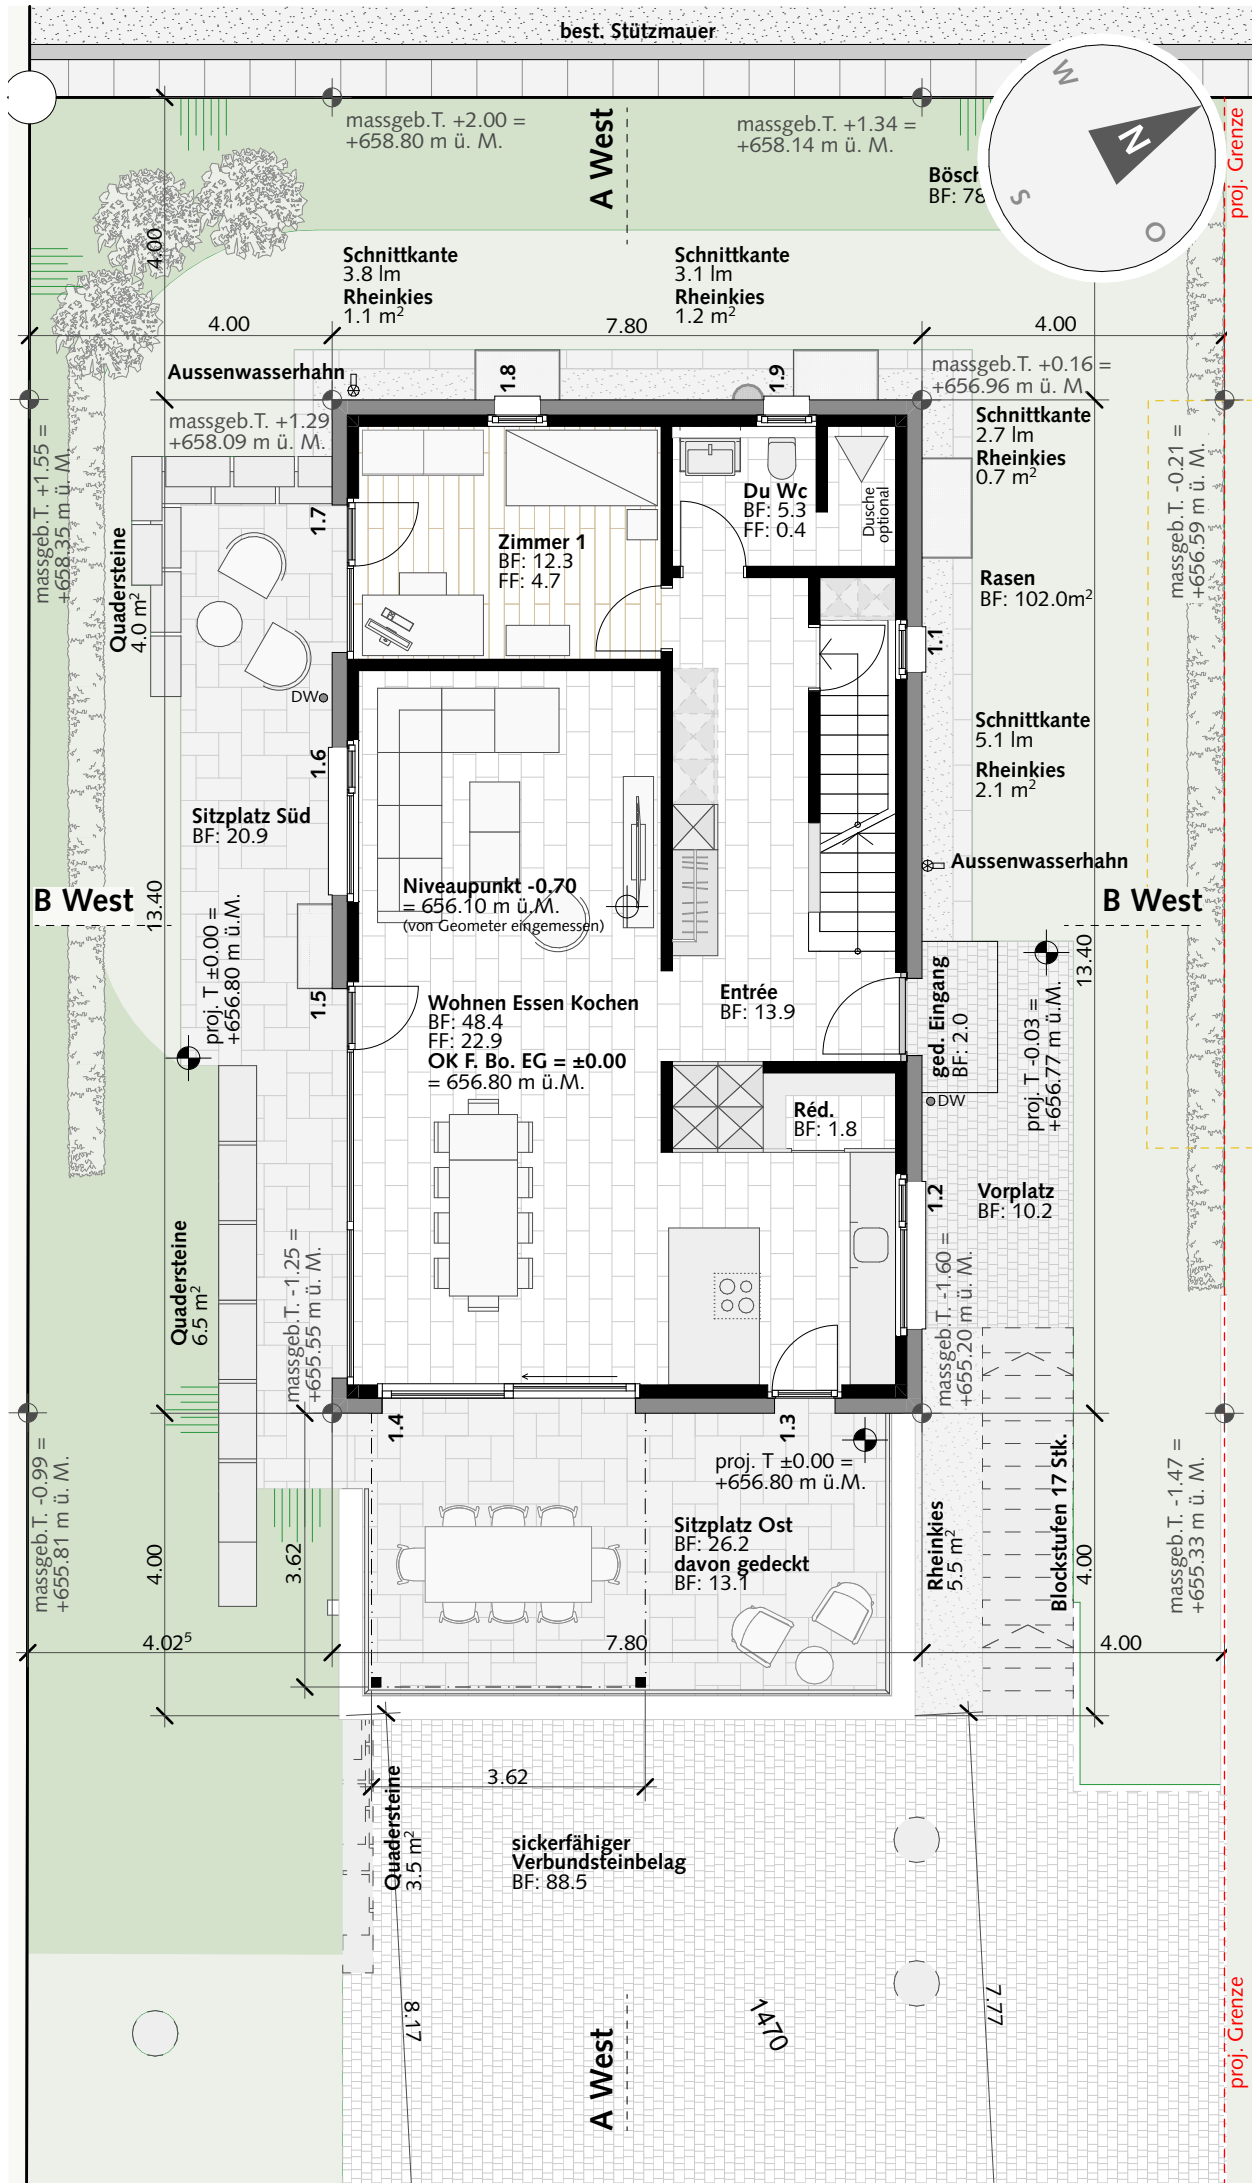 best. Stützmauer
massgeb.T. +2.00 =
+658.80 m ü. M.
A West
massgeb.T. +1.34 =
+658.14 m ü. M.
W
N
S
O
proj. Grenze
BF: 78
4.00
Schnittkante
3.8 lm
Rheinkies
1.1 m²
Schnittkante
3.1 lm
Rheinkies
1.2 m²
4.00
7.80
4.00
Aussenwasserhahn
1.8
1.9
massgeb.T. +0.16 =
+656.96 m ü. M.
massgeb.T. +1.29
+658.09 m ü. M.
Schnittkante
2.7 lm
Rheinkies
0.7 m²
massgeb.T. +1.55 =
+658.35 m ü. M.
massgeb.T. -0.21 =
+656.59 m ü. M.
Quadersteine
4.0 m²
1.7
Zimmer 1
BF: 12.3
FF: 4.7
Du Wc
BF: 5.3
FF: 0.4
Dusche
optional
Rasen
BF: 102.0m²
1.1
DW
1.6
Schnittkante
5.1 lm
Rheinkies
2.1 m²
Sitzplatz Süd
BF: 20.9
Aussenwasserhahn
B West
13.40
Niveaupunkt -0.70
= 656.10 m ü.M.
(von Geometer eingemessen)
B West
13.40
proj. T ±0.00 =
+656.80 m ü.M.
1.5
Wohnen Essen Kochen
BF: 48.4
FF: 22.9
OK F. Bo. EG = ±0.00
= 656.80 m ü.M.
Entrée
BF: 13.9
ged. Eingang
BF: 2.0
proj. T -0.03 =
+656.77 m ü.M.
DW
Réd.
BF: 1.8
1.2
Vorplatz
BF: 10.2
Quadersteine
6.5 m²
massgeb.T. -1.25 =
+655.55 m ü. M.
massgeb.T. -1.60 =
+655.20 m ü. M.
1.4
1.3
massgeb.T. -0.99 =
+655.81 m ü. M.
proj. T ±0.00 =
+656.80 m ü.M.
Sitzplatz Ost
BF: 26.2
davon gedeckt
BF: 13.1
Rheinkies
5.5 m²
Blockstufen 17 Stk.
massgeb.T. -1.47 =
+655.33 m ü. M.
4.00
3.62
4.00
4.02⁵
7.80
4.00
3.62
Quadersteine
3.5 m²
sickerfähiger
Verbundsteinbelag
BF: 88.5
8.17
1470
7.77
A West
proj. Grenze